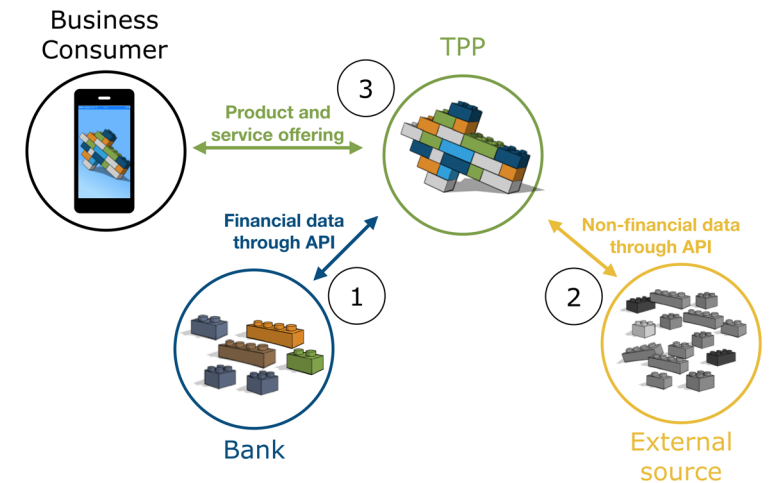 Business
Consumer
TPP
3
Product and
service offering
Financial data
through API
Non-financial data
through API
1
2
Bank
External
source